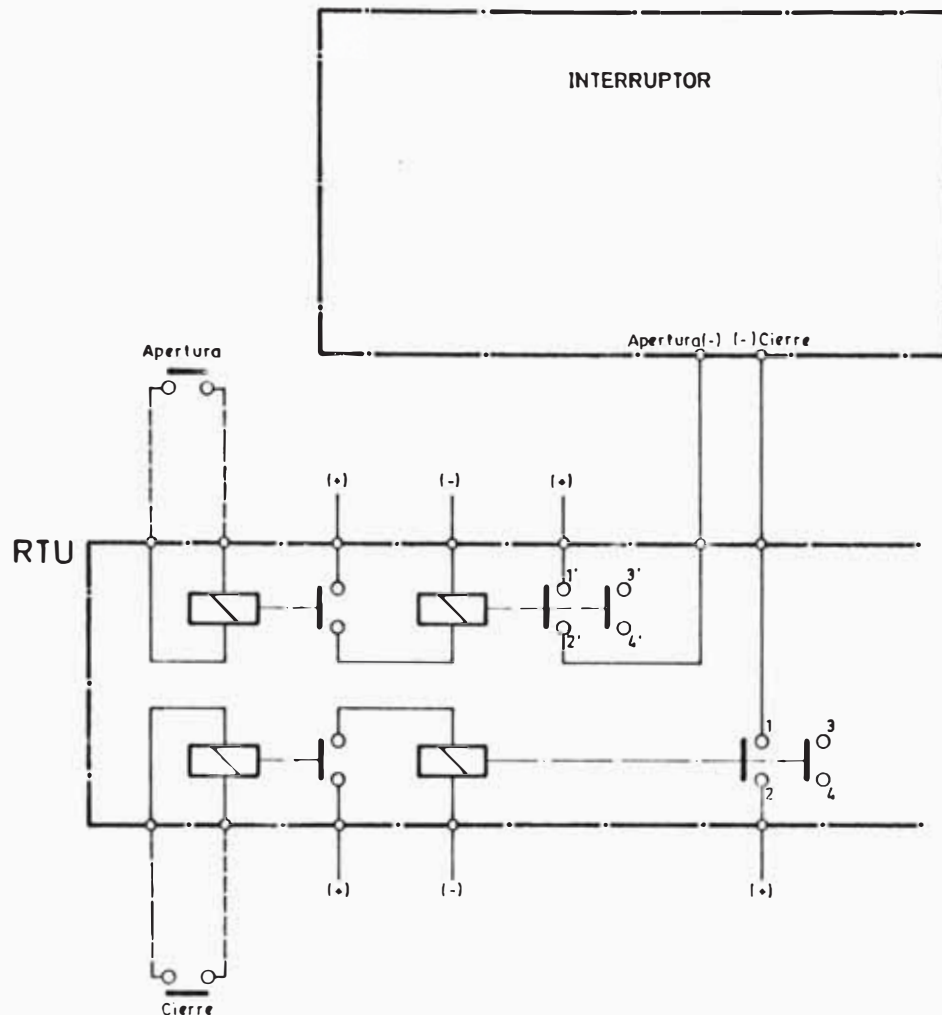 INTERRUPTOR
Apertura(-) (-)Cierre
Apertura
(+) (-) (+)
RTU
1' 3'
2' 4'
1 3
2 4
(+) (-) (+)
Cierre